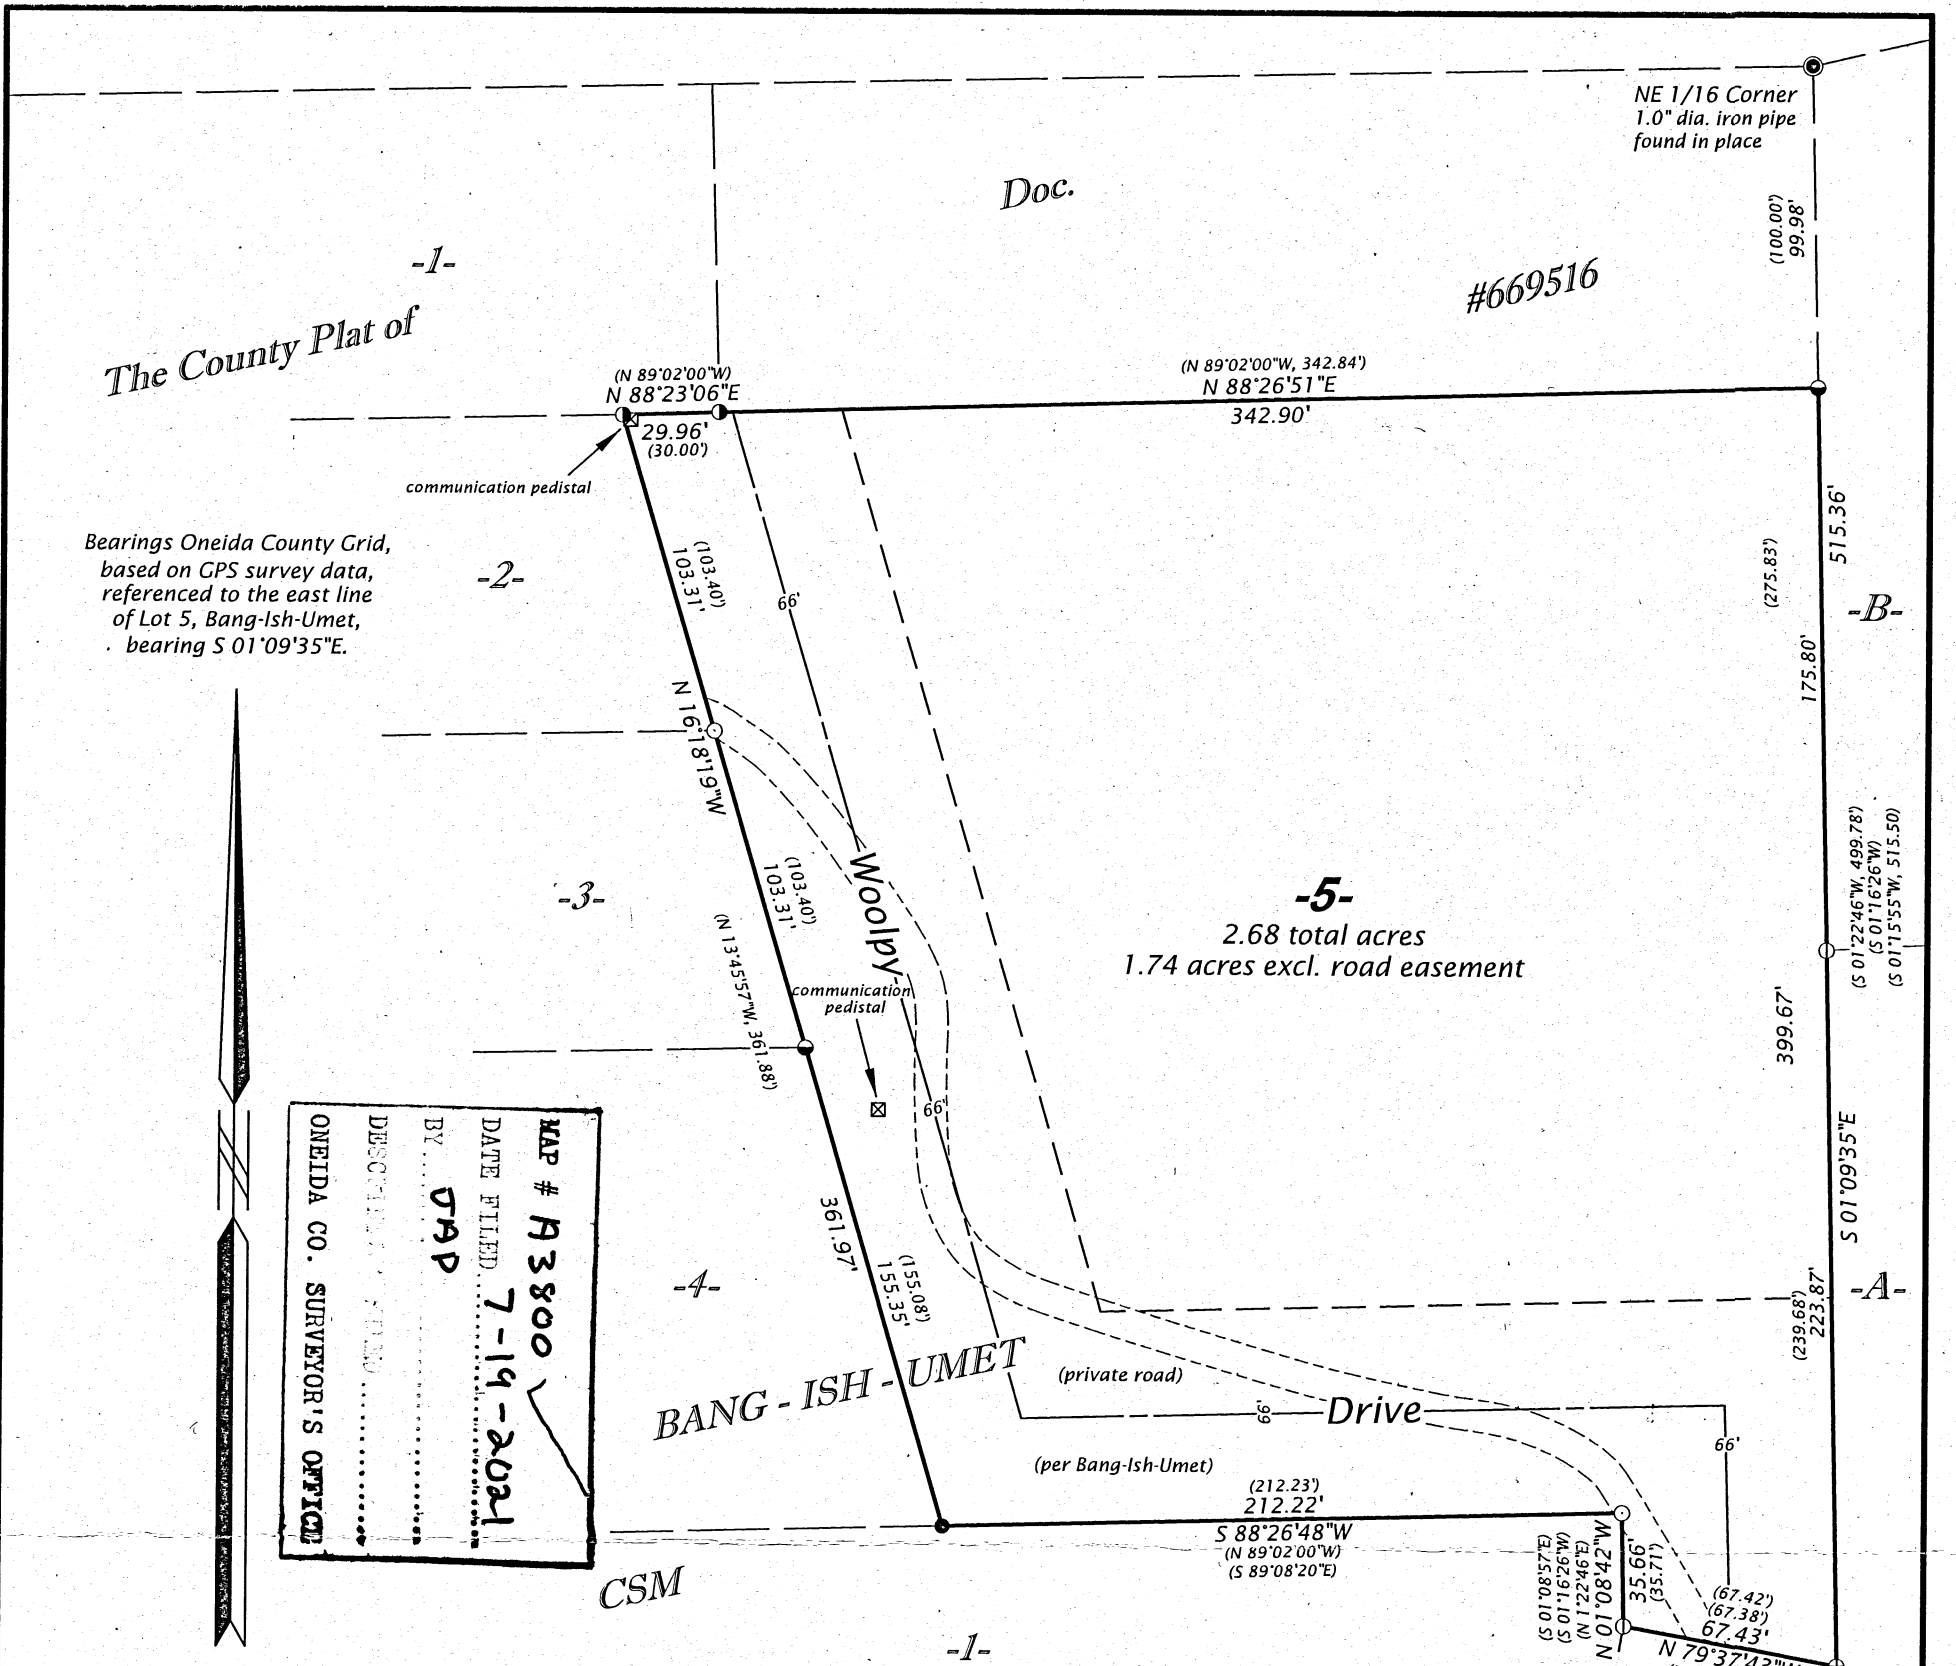 NE 1/16 Corner
1.0" dia. iron pipe
found in place
(100.00')
99.98'
Doc.
#669516
-1-
The County Plat of
(N 89°02'00"W)
N 88°23'06"E
29.96'
(30.00')
(N 89°02'00"W, 342.84')
N 88°26'51"E
342.90'
communication pedistal
Bearings Oneida County Grid,
based on GPS survey data,
referenced to the east line
of Lot 5, Bang-Ish-Umet,
bearing S 01°09'35"E.
-2-
(103.40')
103.31'
66'
515.36'
(275.83')
175.80'
-B-
N 16°18'19"W
-3-
(103.40')
103.31'
(N 13°45'57"W, 361.88')
Woolpy
communication
pedistal
66'
-5-
2.68 total acres
1.74 acres excl. road easement
(S 01°22'46"W, 499.78')
(S 01°16'26"W)
(S 01°15'55"W, 515.50)
399.67'
S 01°09'35"E
-A-
(239.68')
223.87'
361.97'
(155.08')
155.35'
-4-
BANG - ISH - UMET
(private road)
66'
Drive
66'
(per Bang-Ish-Umet)
(212.23')
212.22'
S 88°26'48"W
(N 89°02'00"W)
(S 89°08'20"E)
(S 01°08'57"E)
(S 01°16'26"W)
(N 1°22'46"E)
N 01°08'42"W
35.66'
(35.71')
(67.42')
(67.38')
67.43'
N 79°37'43"W
MAP # A3800
DATE FILED 7-19-2021
BY JAP
ONEIDA CO. SURVEYOR'S OFFICE
CSM
-1-